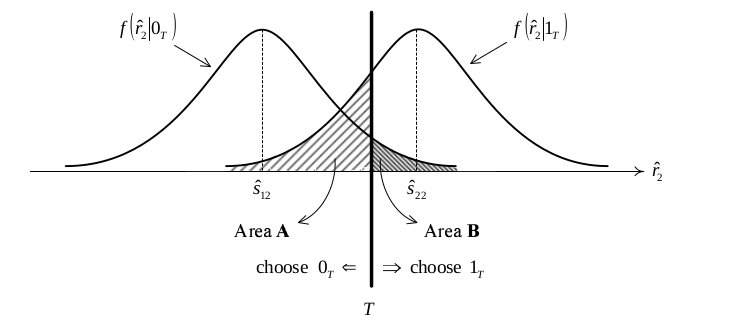 f(r̂₂|0_T) f(r̂₂|1_T)
r̂₂
ŝ₁₂ ŝ₂₂
Area A Area B
choose 0_T ⇐ ⇒ choose 1_T
T